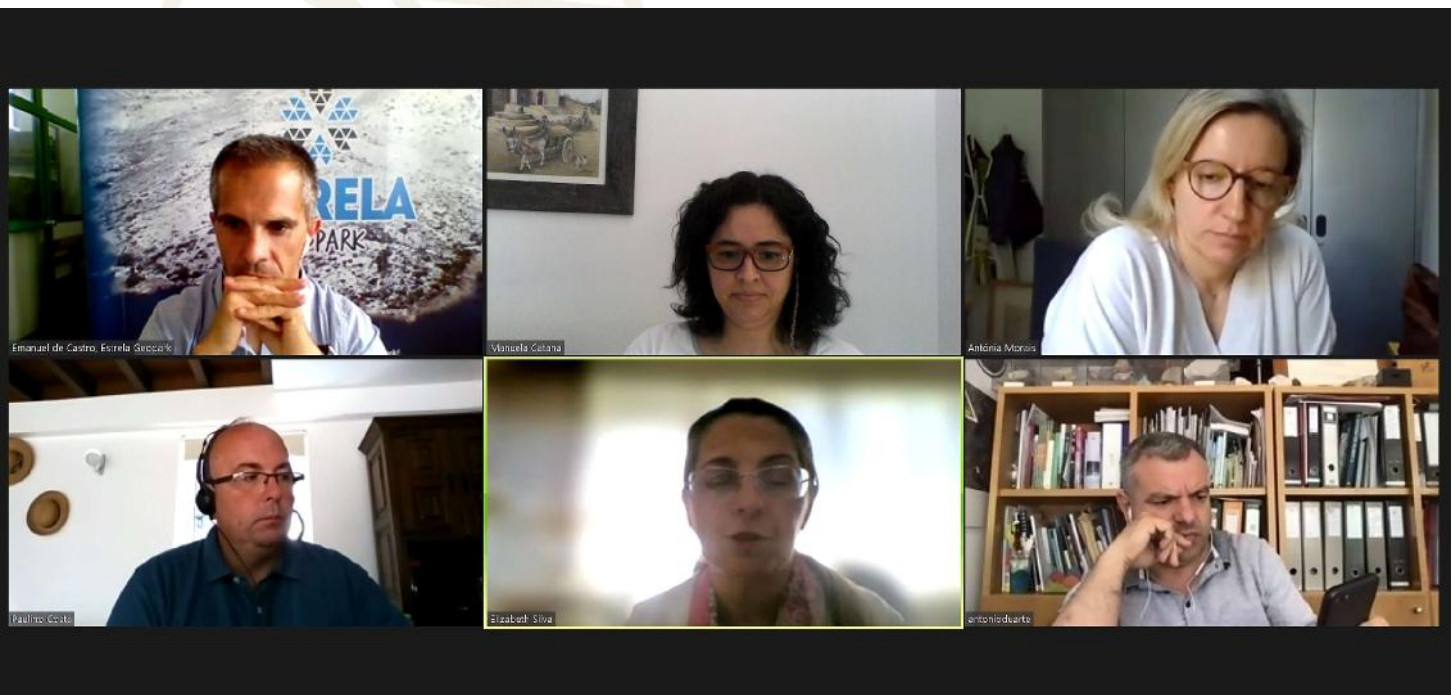 RELA
PARK
Emanuel de Castro, Estrela Geopark
Manuela Catana
Antónia Morais
Paulino Costa
Elizabeth Silva
antonioduarte